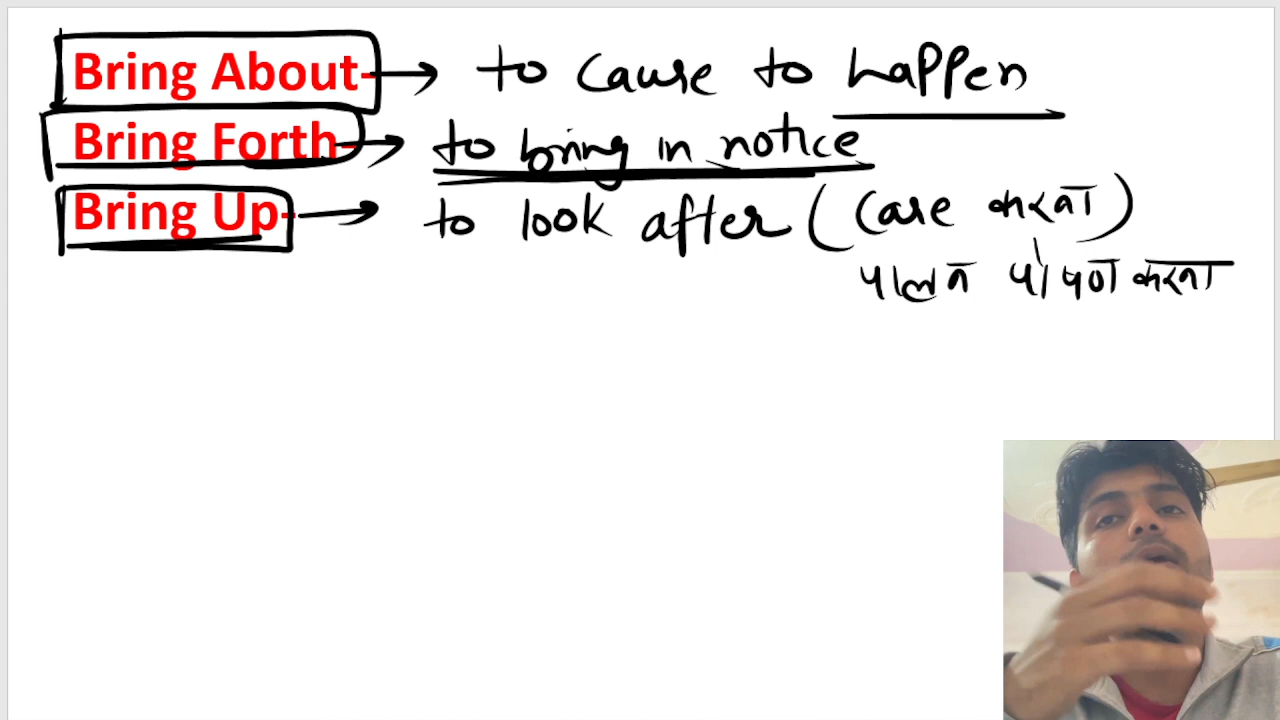 Bring About- → to cause to happen
Bring Forth- → to bring in notice
Bring Up- → to look after (Care करना)
पालन पोषण करना